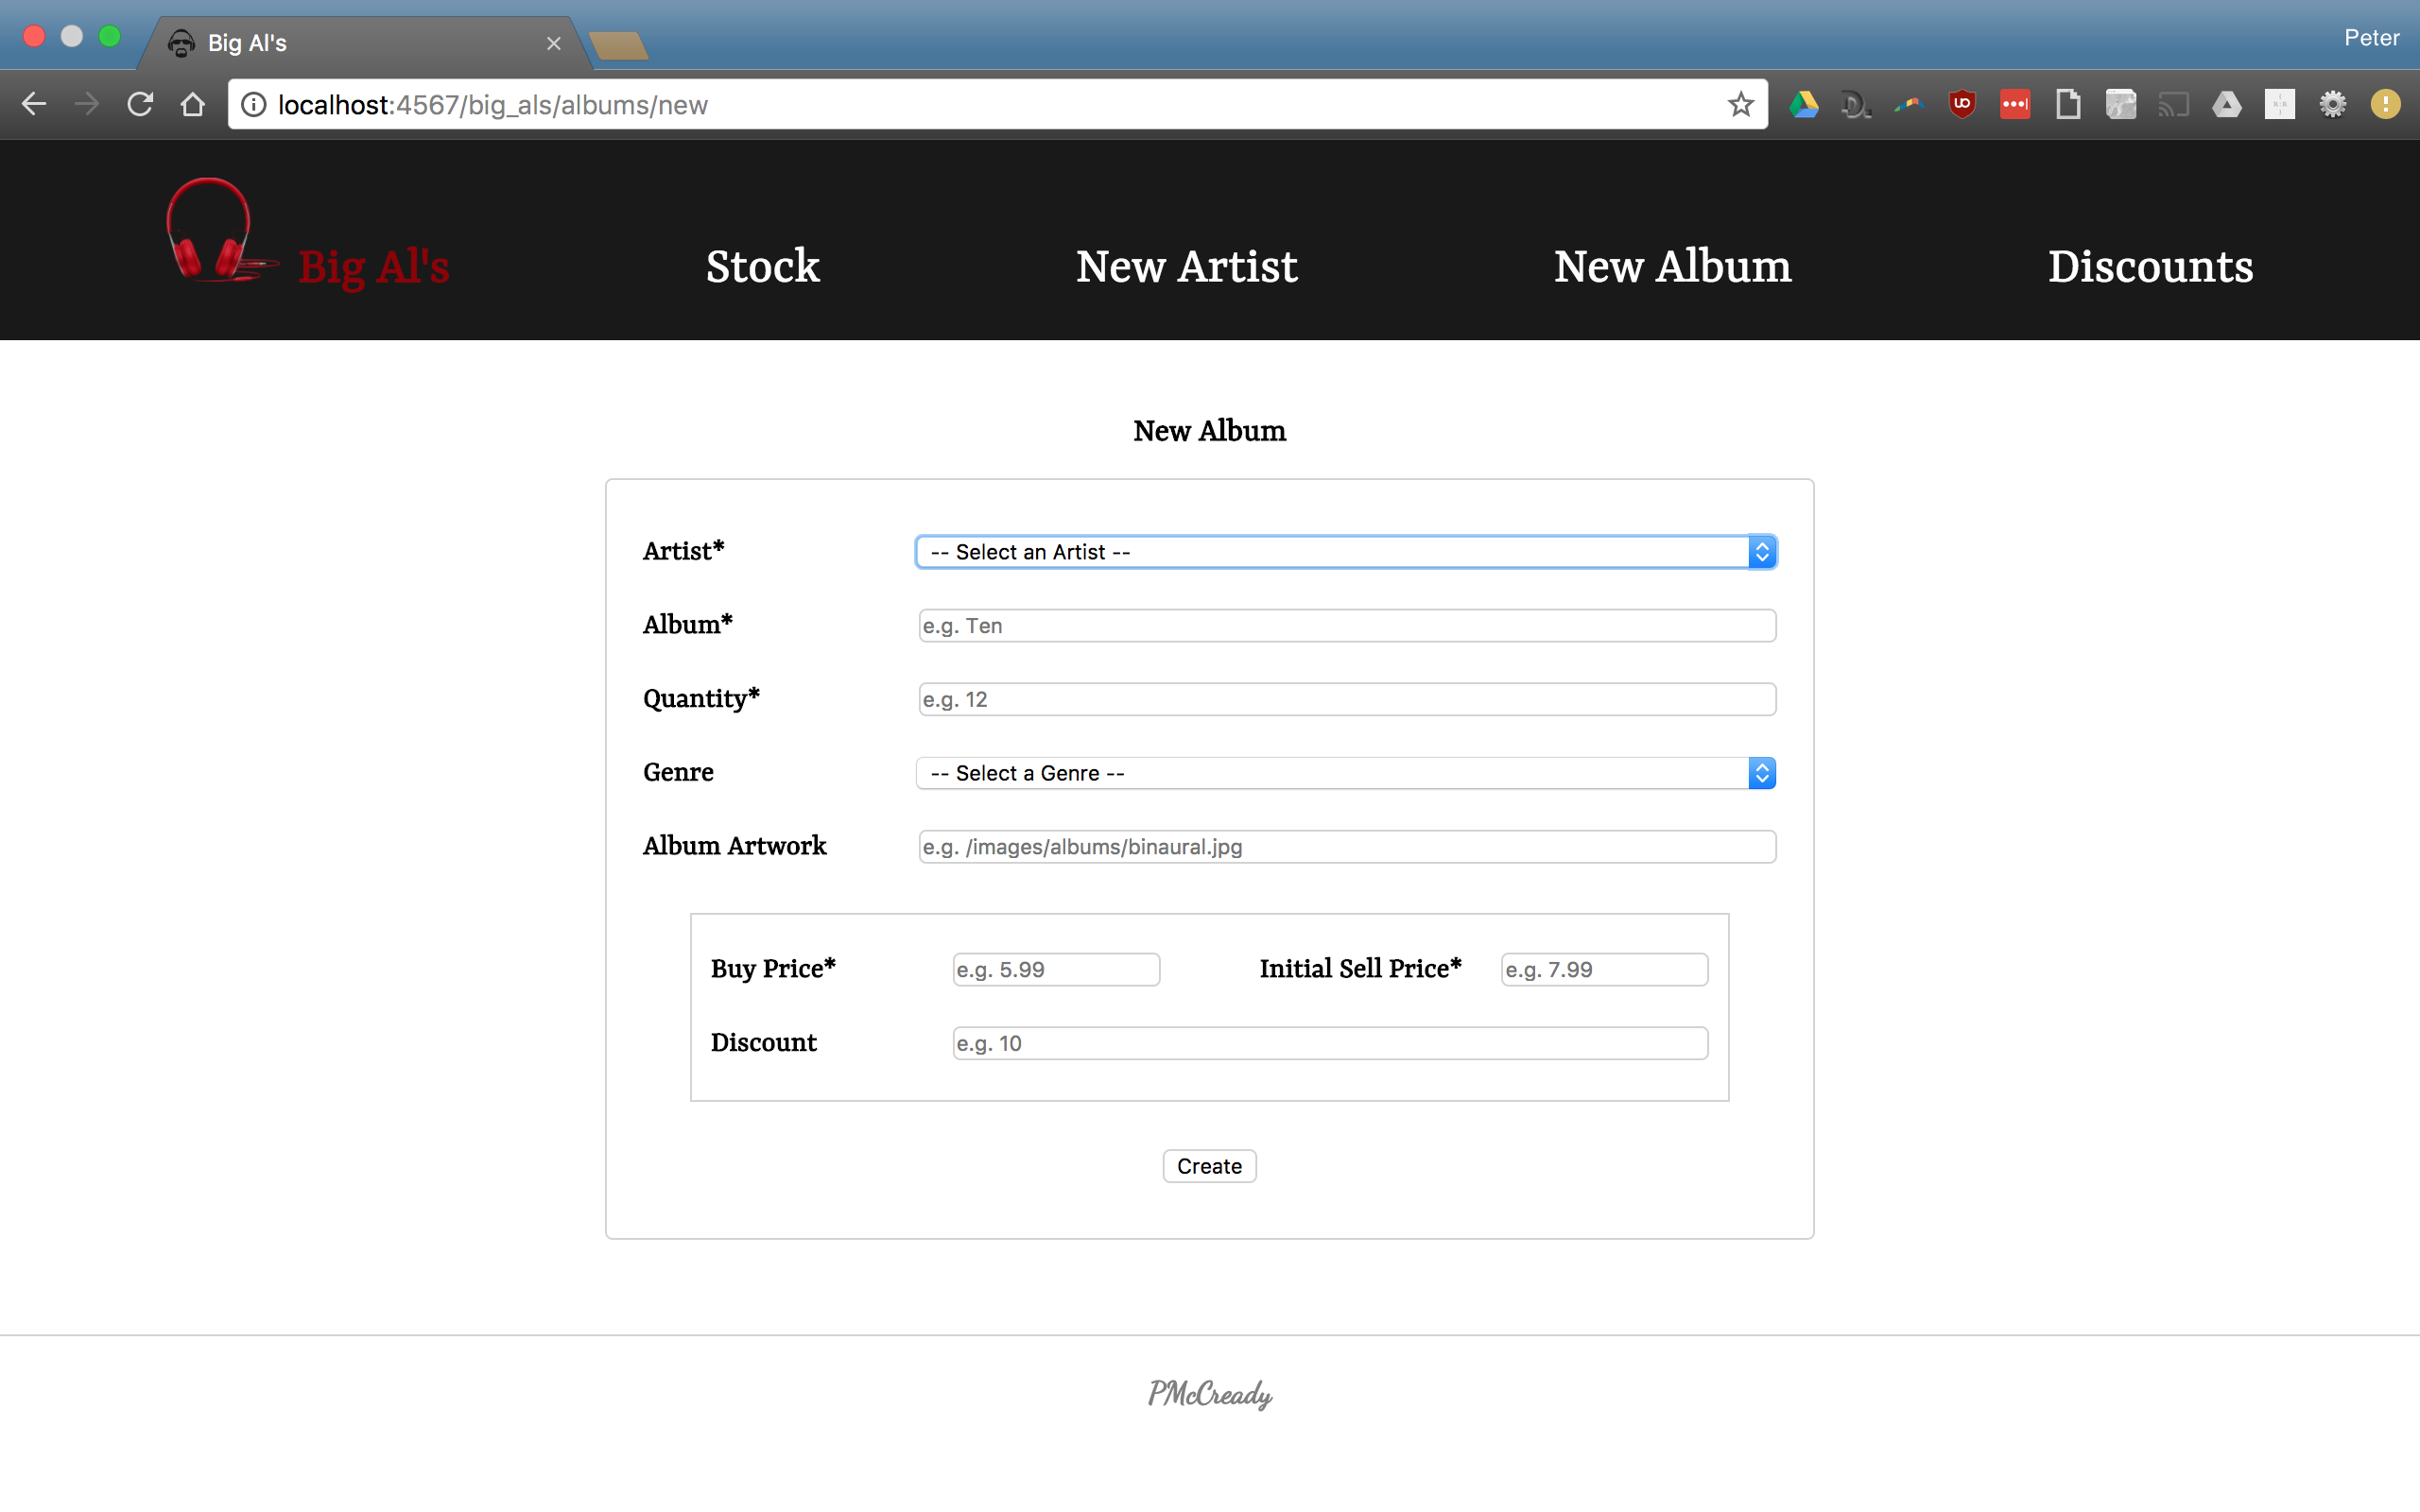 Big Al's
Peter
localhost:4567/big_als/albums/new
Big Al's Stock New Artist New Album Discounts
New Album
Artist* -- Select an Artist --
Album* e.g. Ten
Quantity* e.g. 12
Genre -- Select a Genre --
Album Artwork e.g. /images/albums/binaural.jpg
Buy Price* e.g. 5.99 Initial Sell Price* e.g. 7.99
Discount e.g. 10
Create
PMcCready